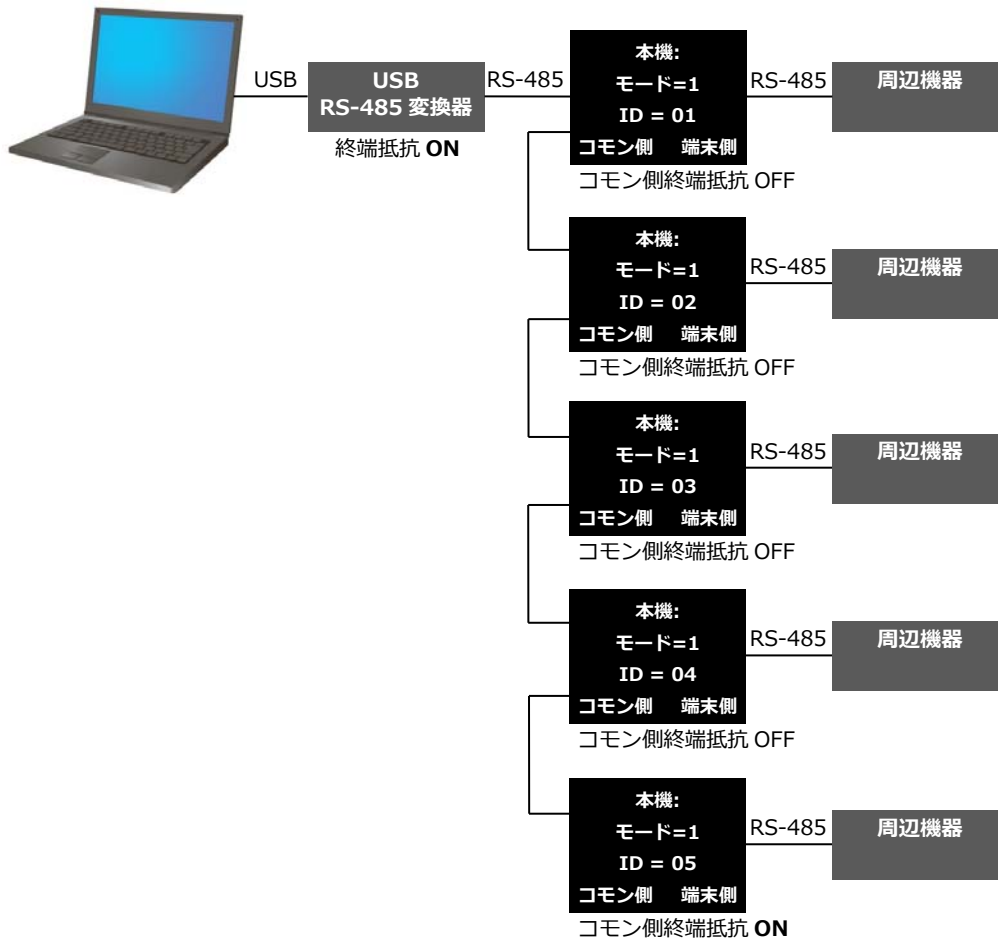 USB
USB
RS-485 変換器
終端抵抗 ON
RS-485
本機:
モード=1
ID = 01
コモン側 端末側
コモン側終端抵抗 OFF
RS-485
周辺機器
本機:
モード=1
ID = 02
コモン側 端末側
コモン側終端抵抗 OFF
RS-485
周辺機器
本機:
モード=1
ID = 03
コモン側 端末側
コモン側終端抵抗 OFF
RS-485
周辺機器
本機:
モード=1
ID = 04
コモン側 端末側
コモン側終端抵抗 OFF
RS-485
周辺機器
本機:
モード=1
ID = 05
コモン側 端末側
コモン側終端抵抗 ON
RS-485
周辺機器